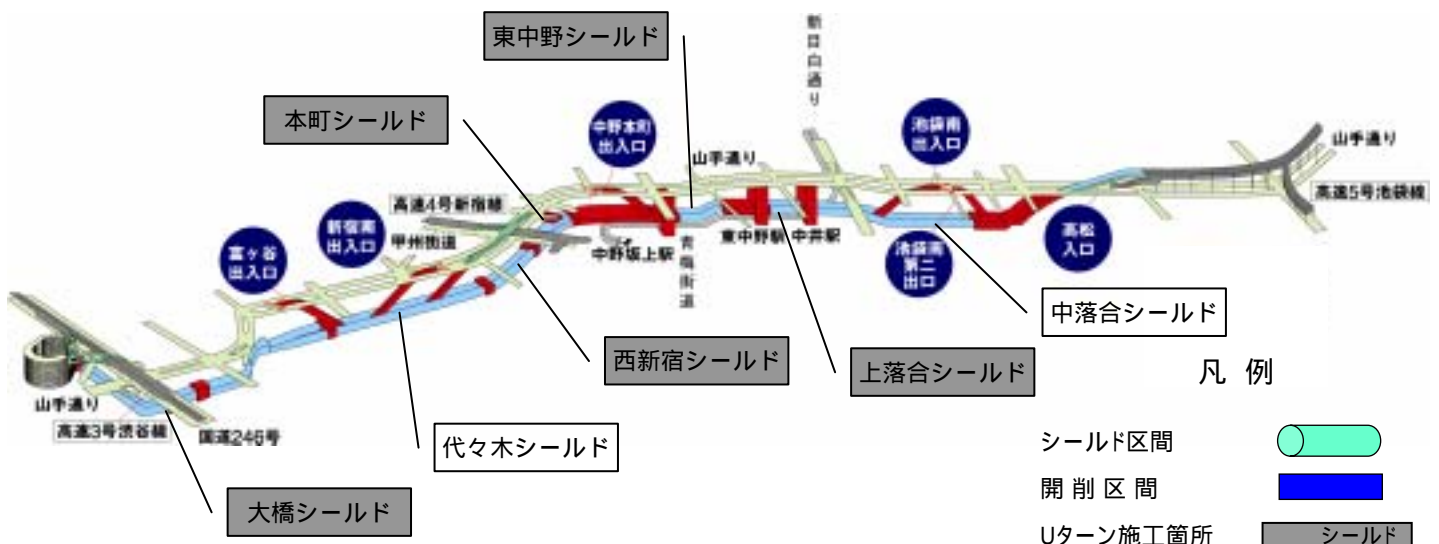 東中野シールド
新目白通り
本町シールド
中野本町
出入口
池袋南
出入口
山手通り
山手通り
高速5号池袋線
高速4号新宿線
新宿南
出入口
甲州街道
富ヶ谷
出入口
中野坂上駅
青梅街道
東中野駅
中井駅
池袋南
第二
出口
高松
入口
中落合シールド
西新宿シールド
上落合シールド
凡 例
山手通り
高速3号渋谷線
国道246号
代々木シールド
大橋シールド
シールド区間
開 削 区 間
Uターン施工箇所
シールド